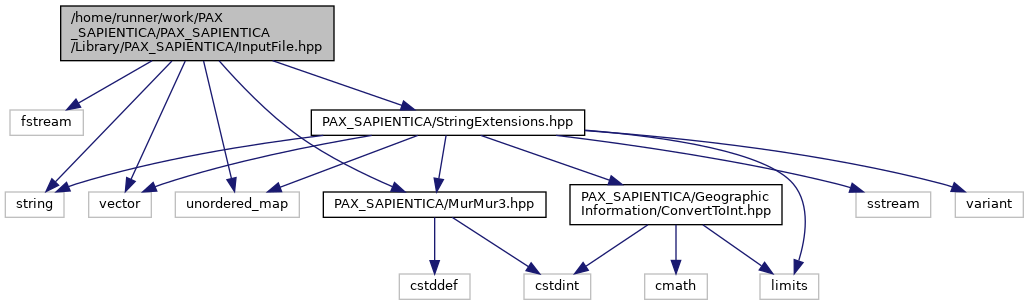 /home/runner/work/PAX
_SAPIENTICA/PAX_SAPIENTICA
/Library/PAX_SAPIENTICA/InputFile.hpp
fstream
PAX_SAPIENTICA/StringExtensions.hpp
string
vector
unordered_map
PAX_SAPIENTICA/MurMur3.hpp
PAX_SAPIENTICA/Geographic
Information/ConvertToInt.hpp
sstream
variant
cstddef
cstdint
cmath
limits